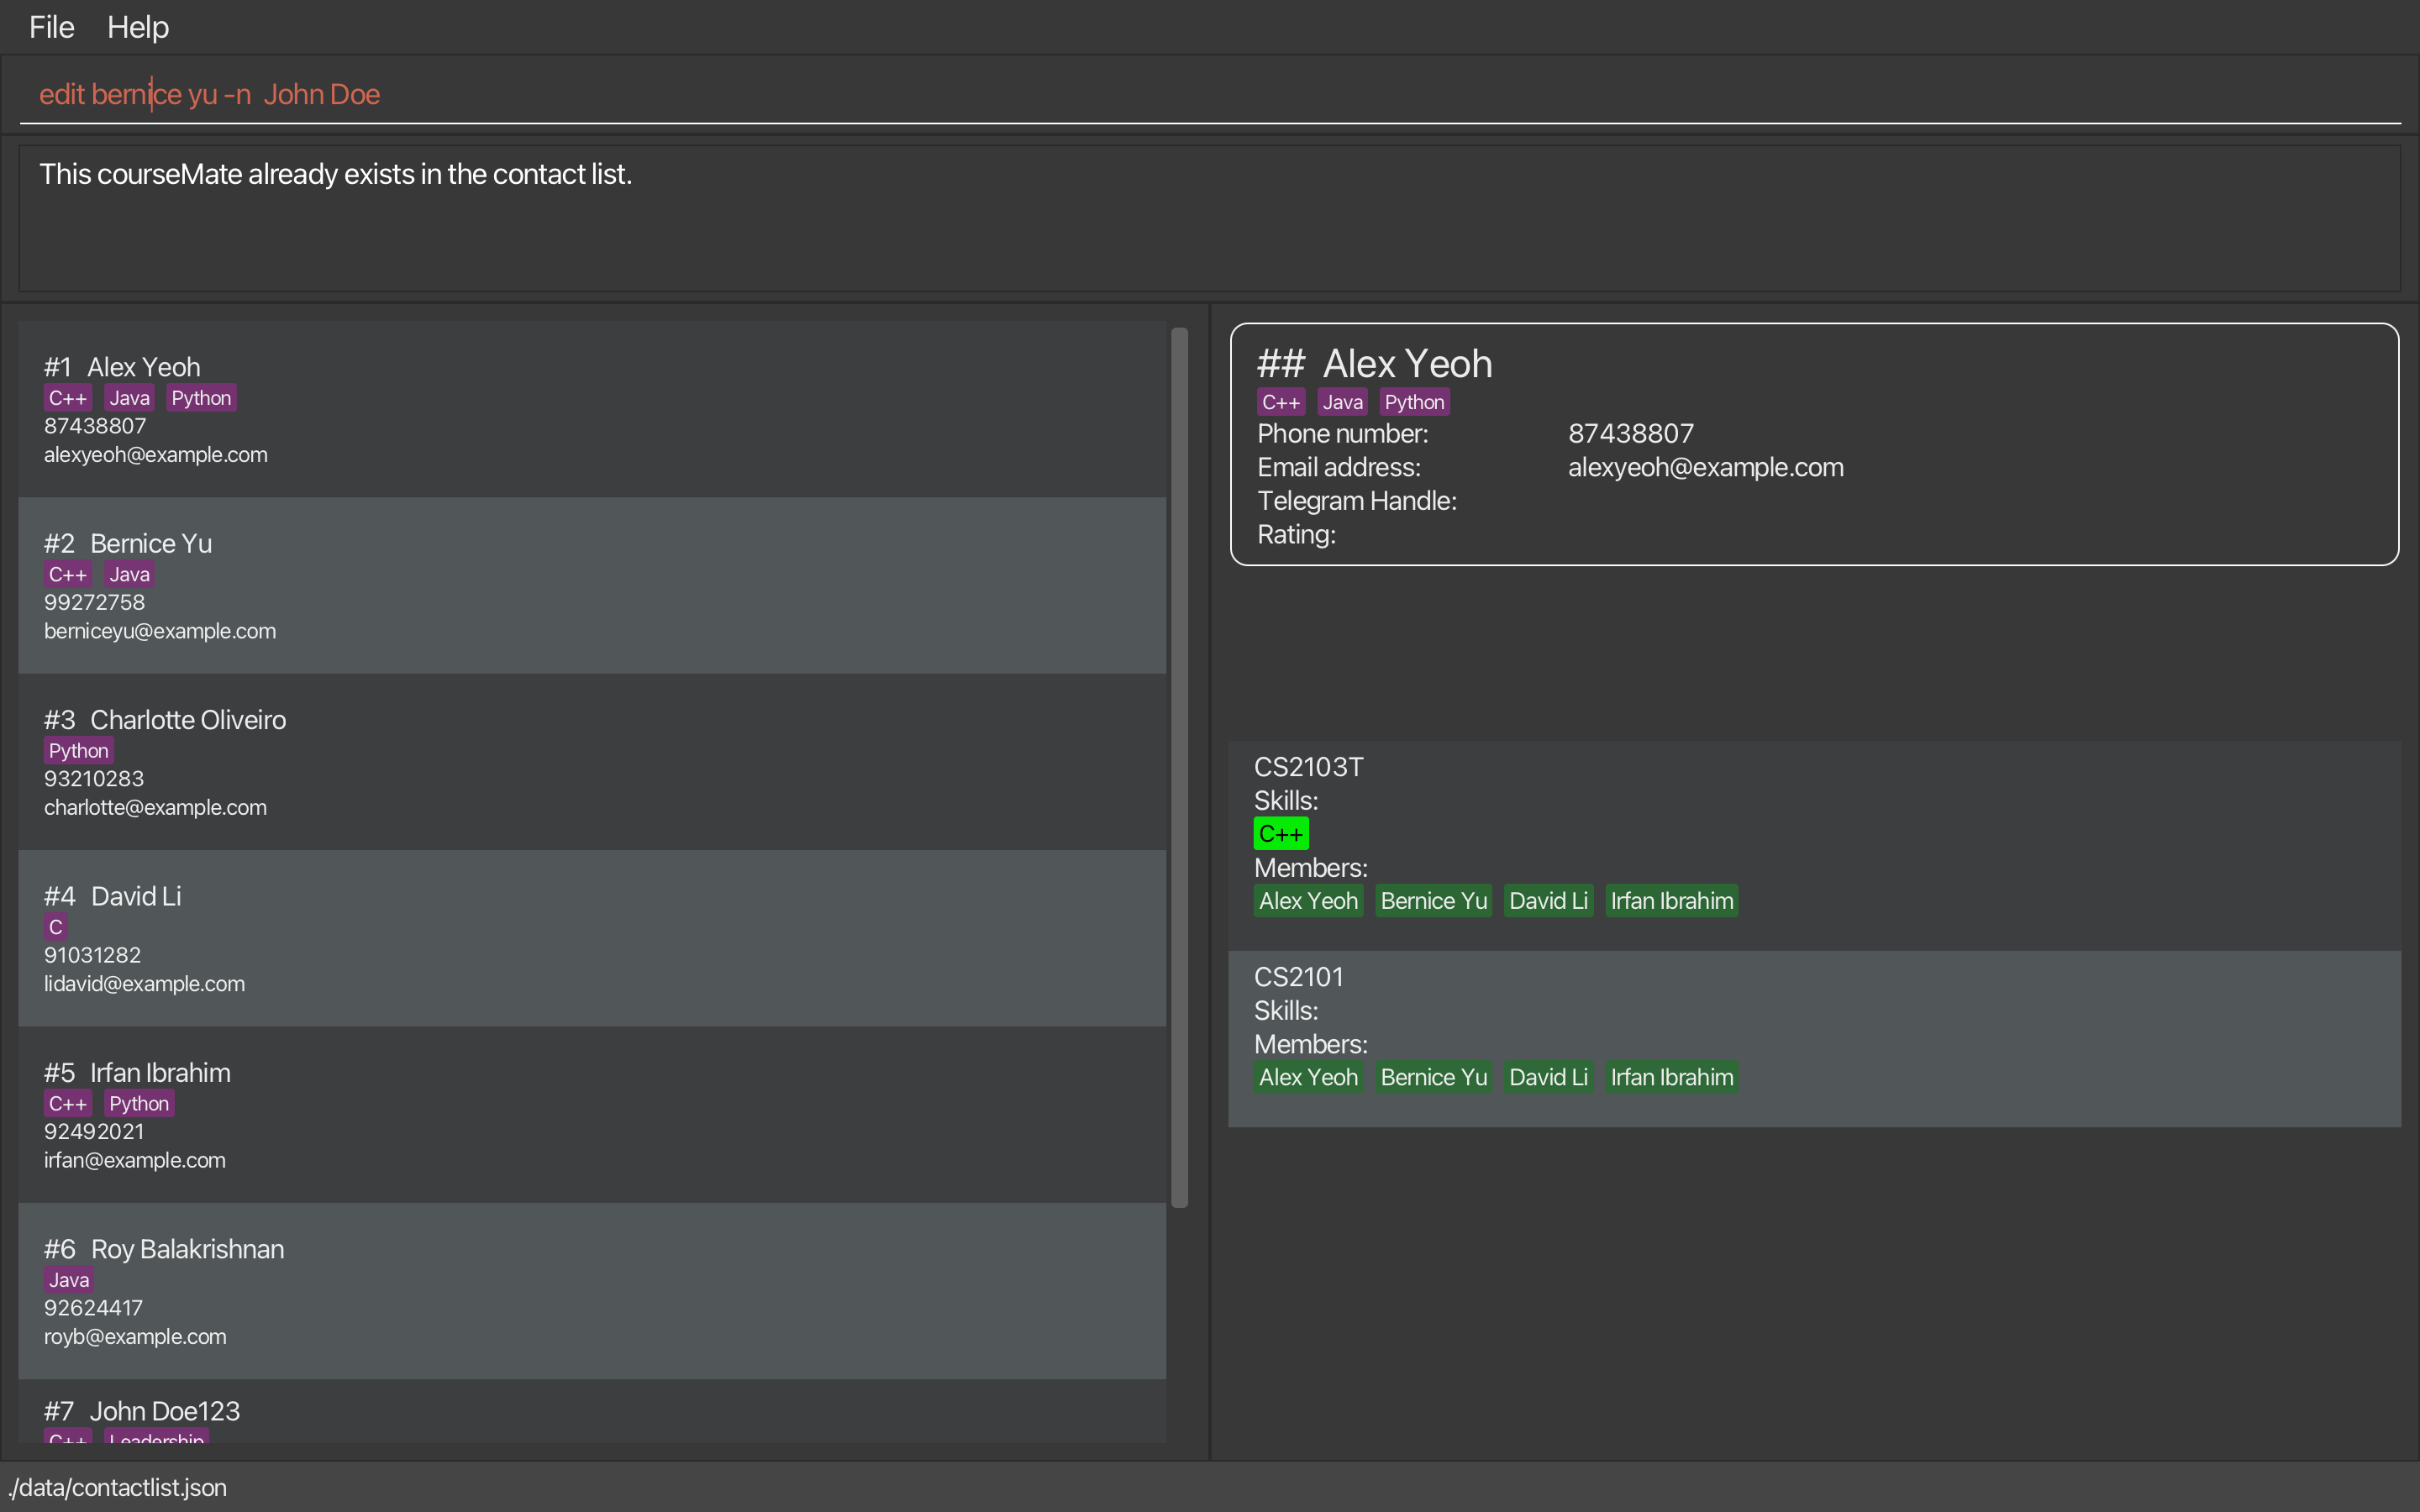 File Help
edit bernice yu -n  John Doe
This courseMate already exists in the contact list.
#1 Alex Yeoh
C++ Java Python
87438807
alexyeoh@example.com
#2 Bernice Yu
C++ Java
99272758
berniceyu@example.com
#3 Charlotte Oliveiro
Python
93210283
charlotte@example.com
#4 David Li
C
91031282
lidavid@example.com
#5 Irfan Ibrahim
C++ Python
92492021
irfan@example.com
#6 Roy Balakrishnan
Java
92624417
royb@example.com
#7 John Doe123
C++ Leadership
## Alex Yeoh
C++ Java Python
Phone number: 87438807
Email address: alexyeoh@example.com
Telegram Handle:
Rating:
CS2103T
Skills:
C++
Members:
Alex Yeoh Bernice Yu David Li Irfan Ibrahim
CS2101
Skills:
Members:
Alex Yeoh Bernice Yu David Li Irfan Ibrahim
./data/contactlist.json